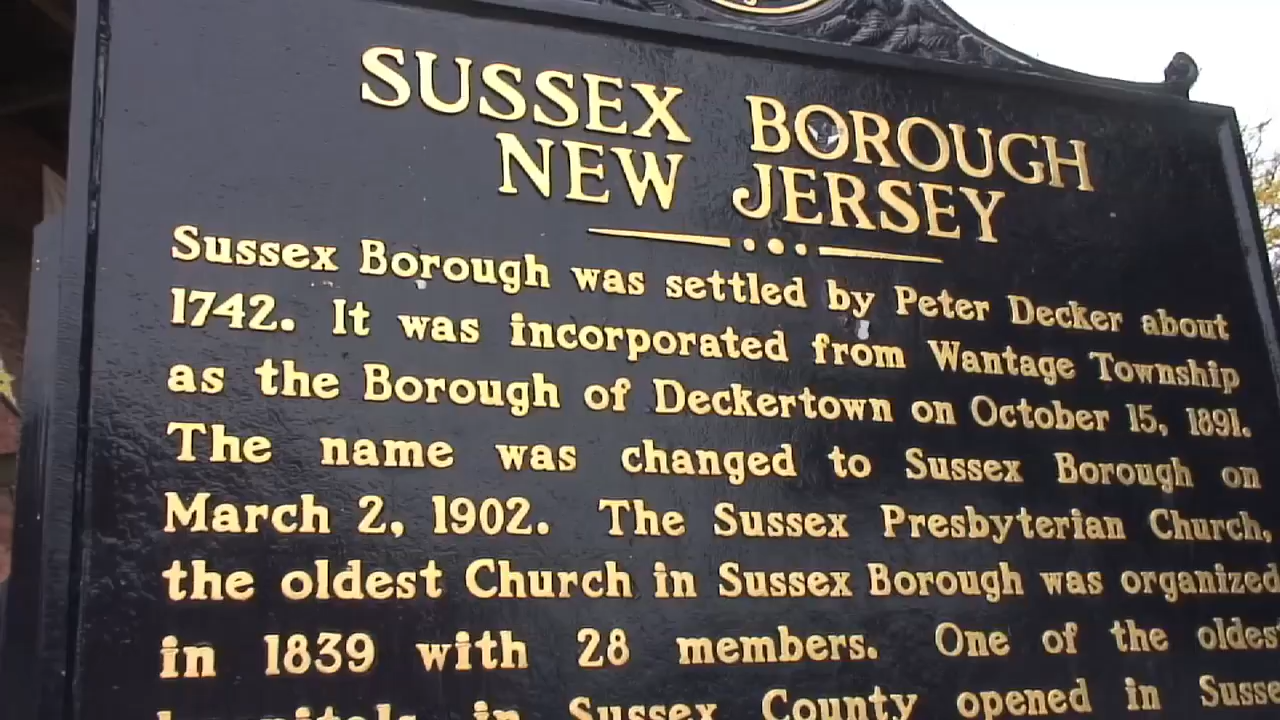 SUSSEX BOROUGH
NEW JERSEY
Sussex Borough was settled by Peter Decker about
1742. It was incorporated from Wantage Township
as the Borough of Deckertown on October 15, 1891.
The name was changed to Sussex Borough on
March 2, 1902. The Sussex Presbyterian Church,
the oldest Church in Sussex Borough was organized
in 1839 with 28 members. One of the oldest
in Sussex County opened in